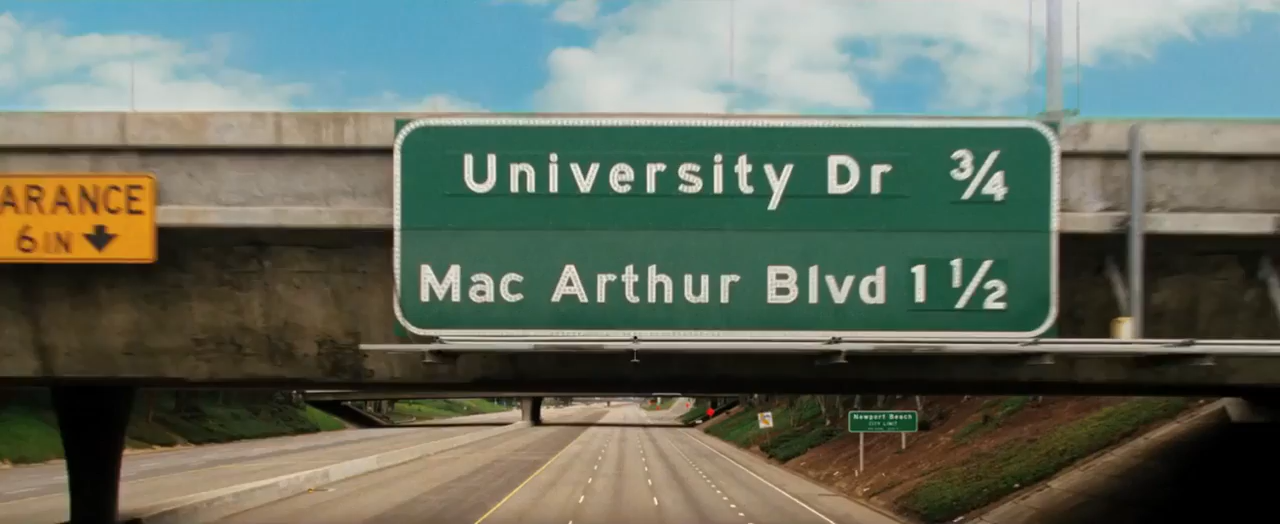 University Dr ¾
Mac Arthur Blvd 1 ½
ARANCE
6 IN
Newport Beach
CITY LIMIT